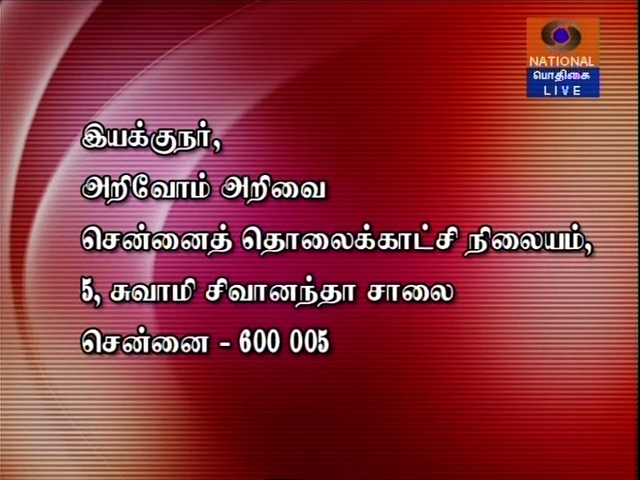 NATIONAL
பொதிகை
LIVE
இயக்குநர்,
அறிவோம் அறிவை
சென்னைத் தொலைக்காட்சி நிலையம்,
5, சுவாமி சிவானந்தா சாலை
சென்னை - 600 005